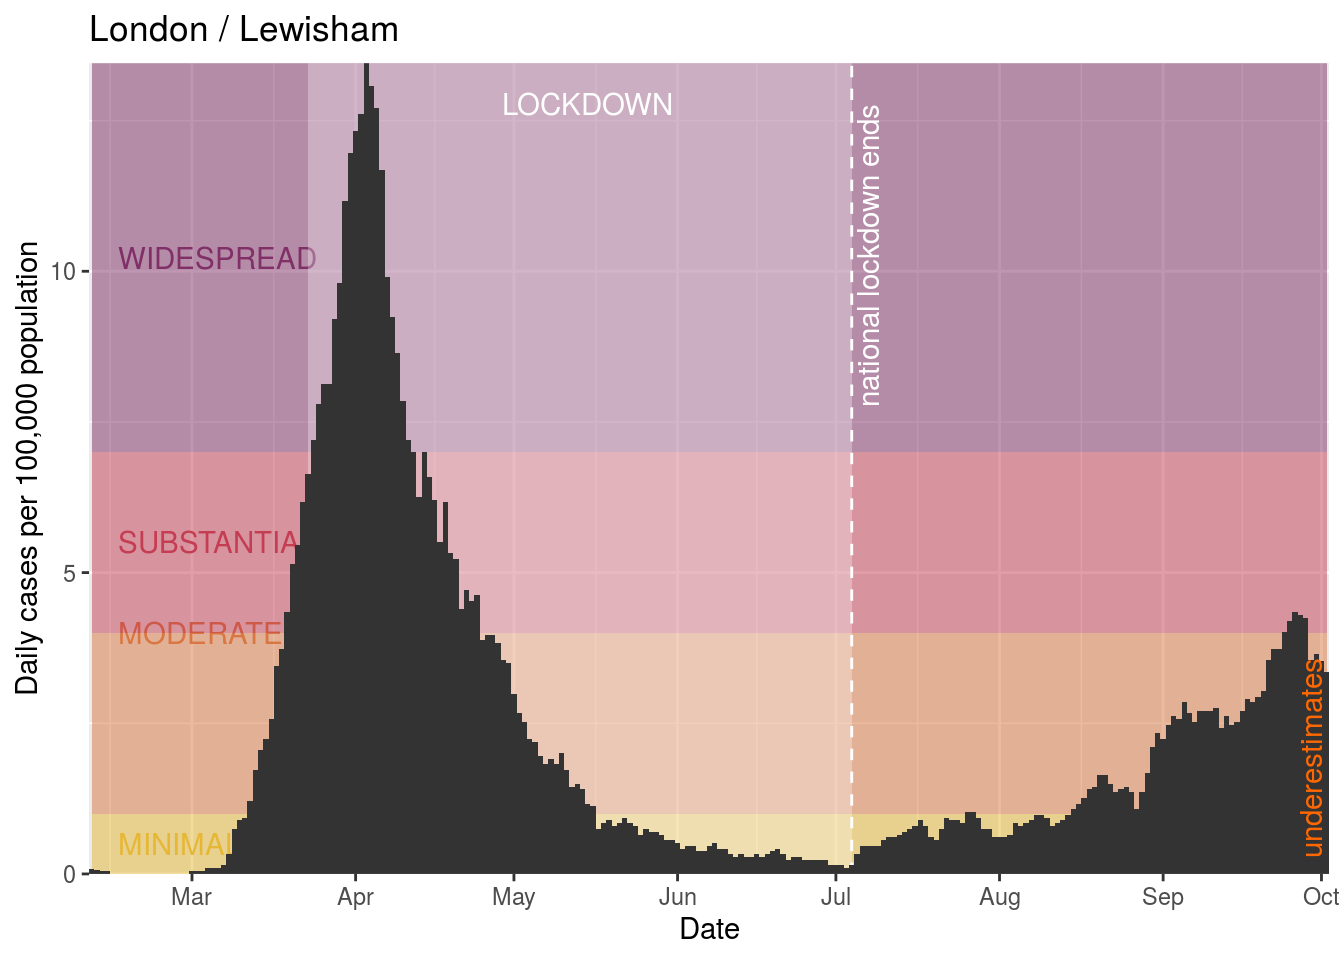 London / Lewisham
LOCKDOWN
national lockdown ends
WIDESPREAD
SUBSTANTIA
MODERATE
MINIMAL
underestimates
Daily cases per 100,000 population
10
5
0
Mar
Apr
May
Jun
Jul
Aug
Sep
Oct
Date